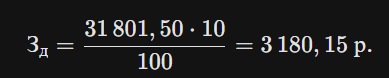 З_д = (31 801,50 · 10) / 100 = 3 180,15 р.